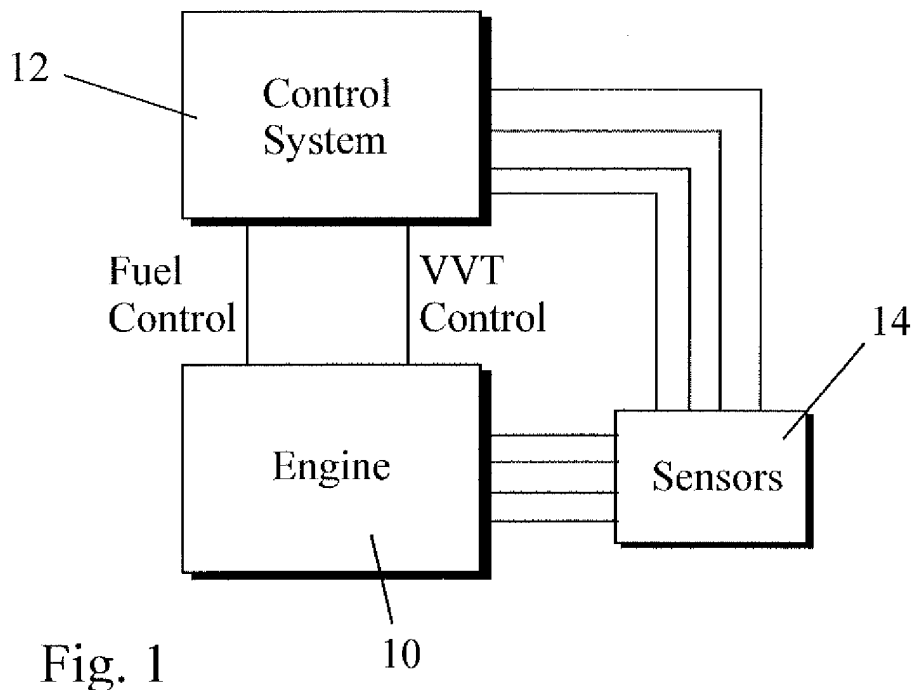 12
Control
System
Fuel
Control
VVT
Control
14
Engine
Sensors
10
Fig. 1